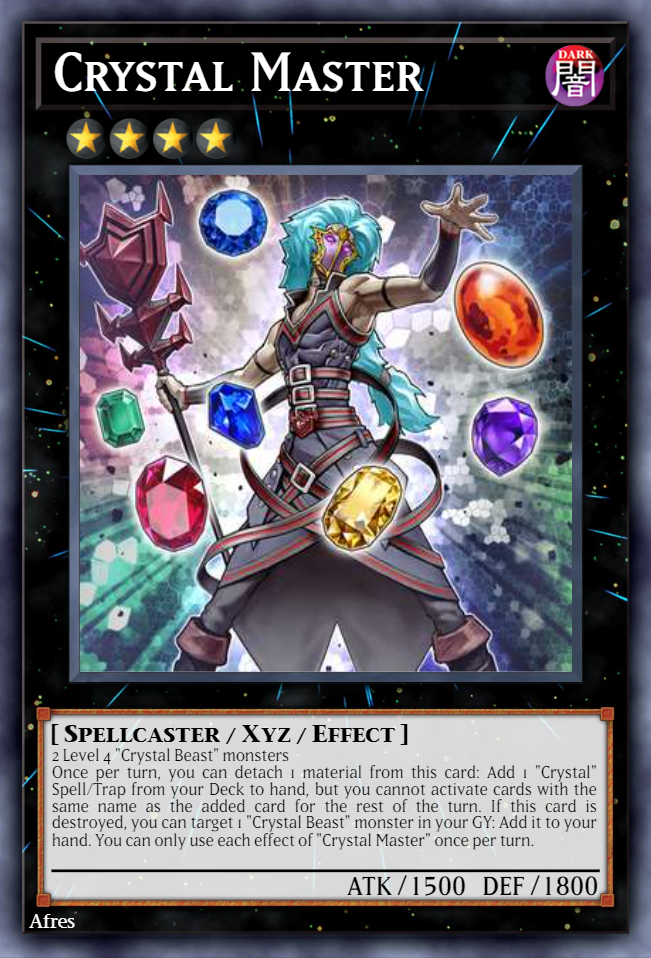 Crystal Master
DARK
闇
[ Spellcaster / Xyz / Effect ]
2 Level 4 "Crystal Beast" monsters
Once per turn, you can detach 1 material from this card: Add 1 "Crystal"
Spell/Trap from your Deck to hand, but you cannot activate cards with the
same name as the added card for the rest of the turn. If this card is
destroyed, you can target 1 "Crystal Beast" monster in your GY: Add it to your
hand. You can only use each effect of "Crystal Master" once per turn.
ATK / 1500 DEF / 1800
Afres